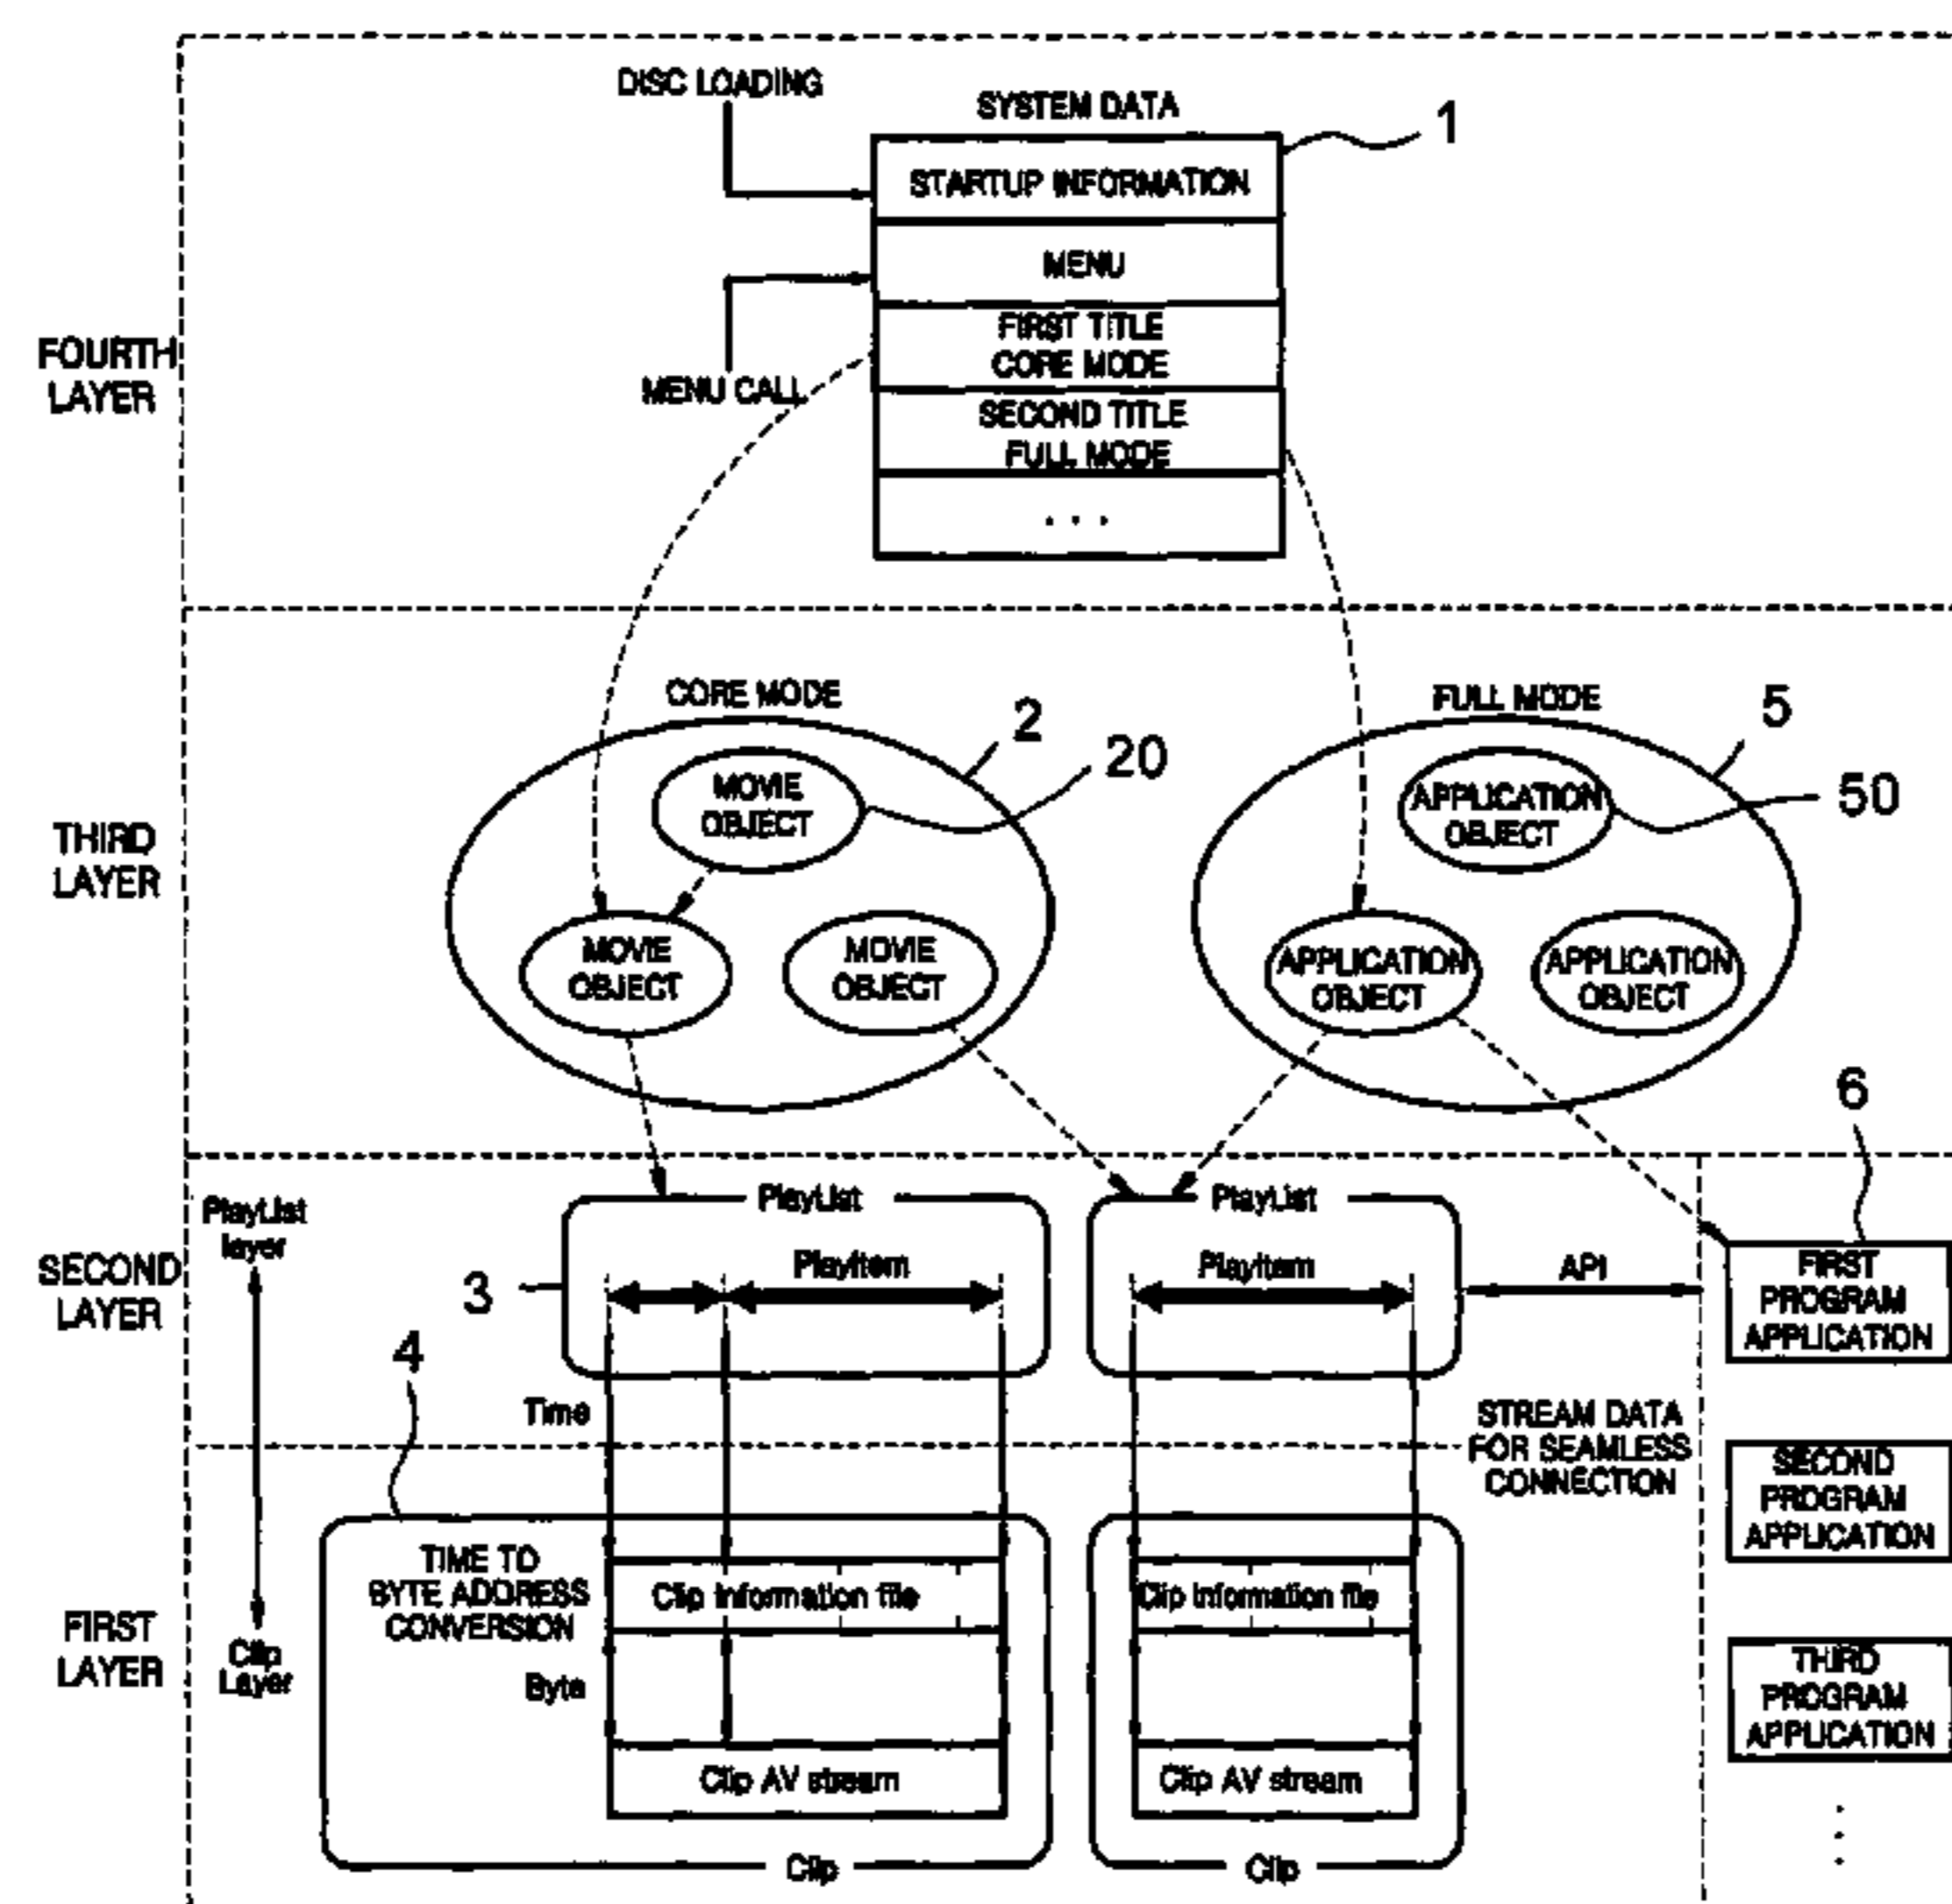 DISC LOADING
SYSTEM DATA
1
STARTUP INFORMATION
MENU
FIRST TITLE
CORE MODE
MENU CALL
SECOND TITLE
FULL MODE
. . .
FOURTH
LAYER
CORE MODE
2
20
FULL MODE
5
50
MOVIE
OBJECT
MOVIE
OBJECT
MOVIE
OBJECT
APPLICATION
OBJECT
APPLICATION
OBJECT
APPLICATION
OBJECT
THIRD
LAYER
6
PlayList
layer
SECOND
LAYER
3
PlayList
PlayItem
PlayList
PlayItem
API
FIRST
PROGRAM
APPLICATION
4
Time
STREAM DATA
FOR SEAMLESS
CONNECTION
SECOND
PROGRAM
APPLICATION
TIME TO
BYTE ADDRESS
CONVERSION
Clip information file
Clip information file
FIRST
LAYER
Clip
Layer
Byte
THIRD
PROGRAM
APPLICATION
Clip AV stream
Clip AV stream
Clip
Clip